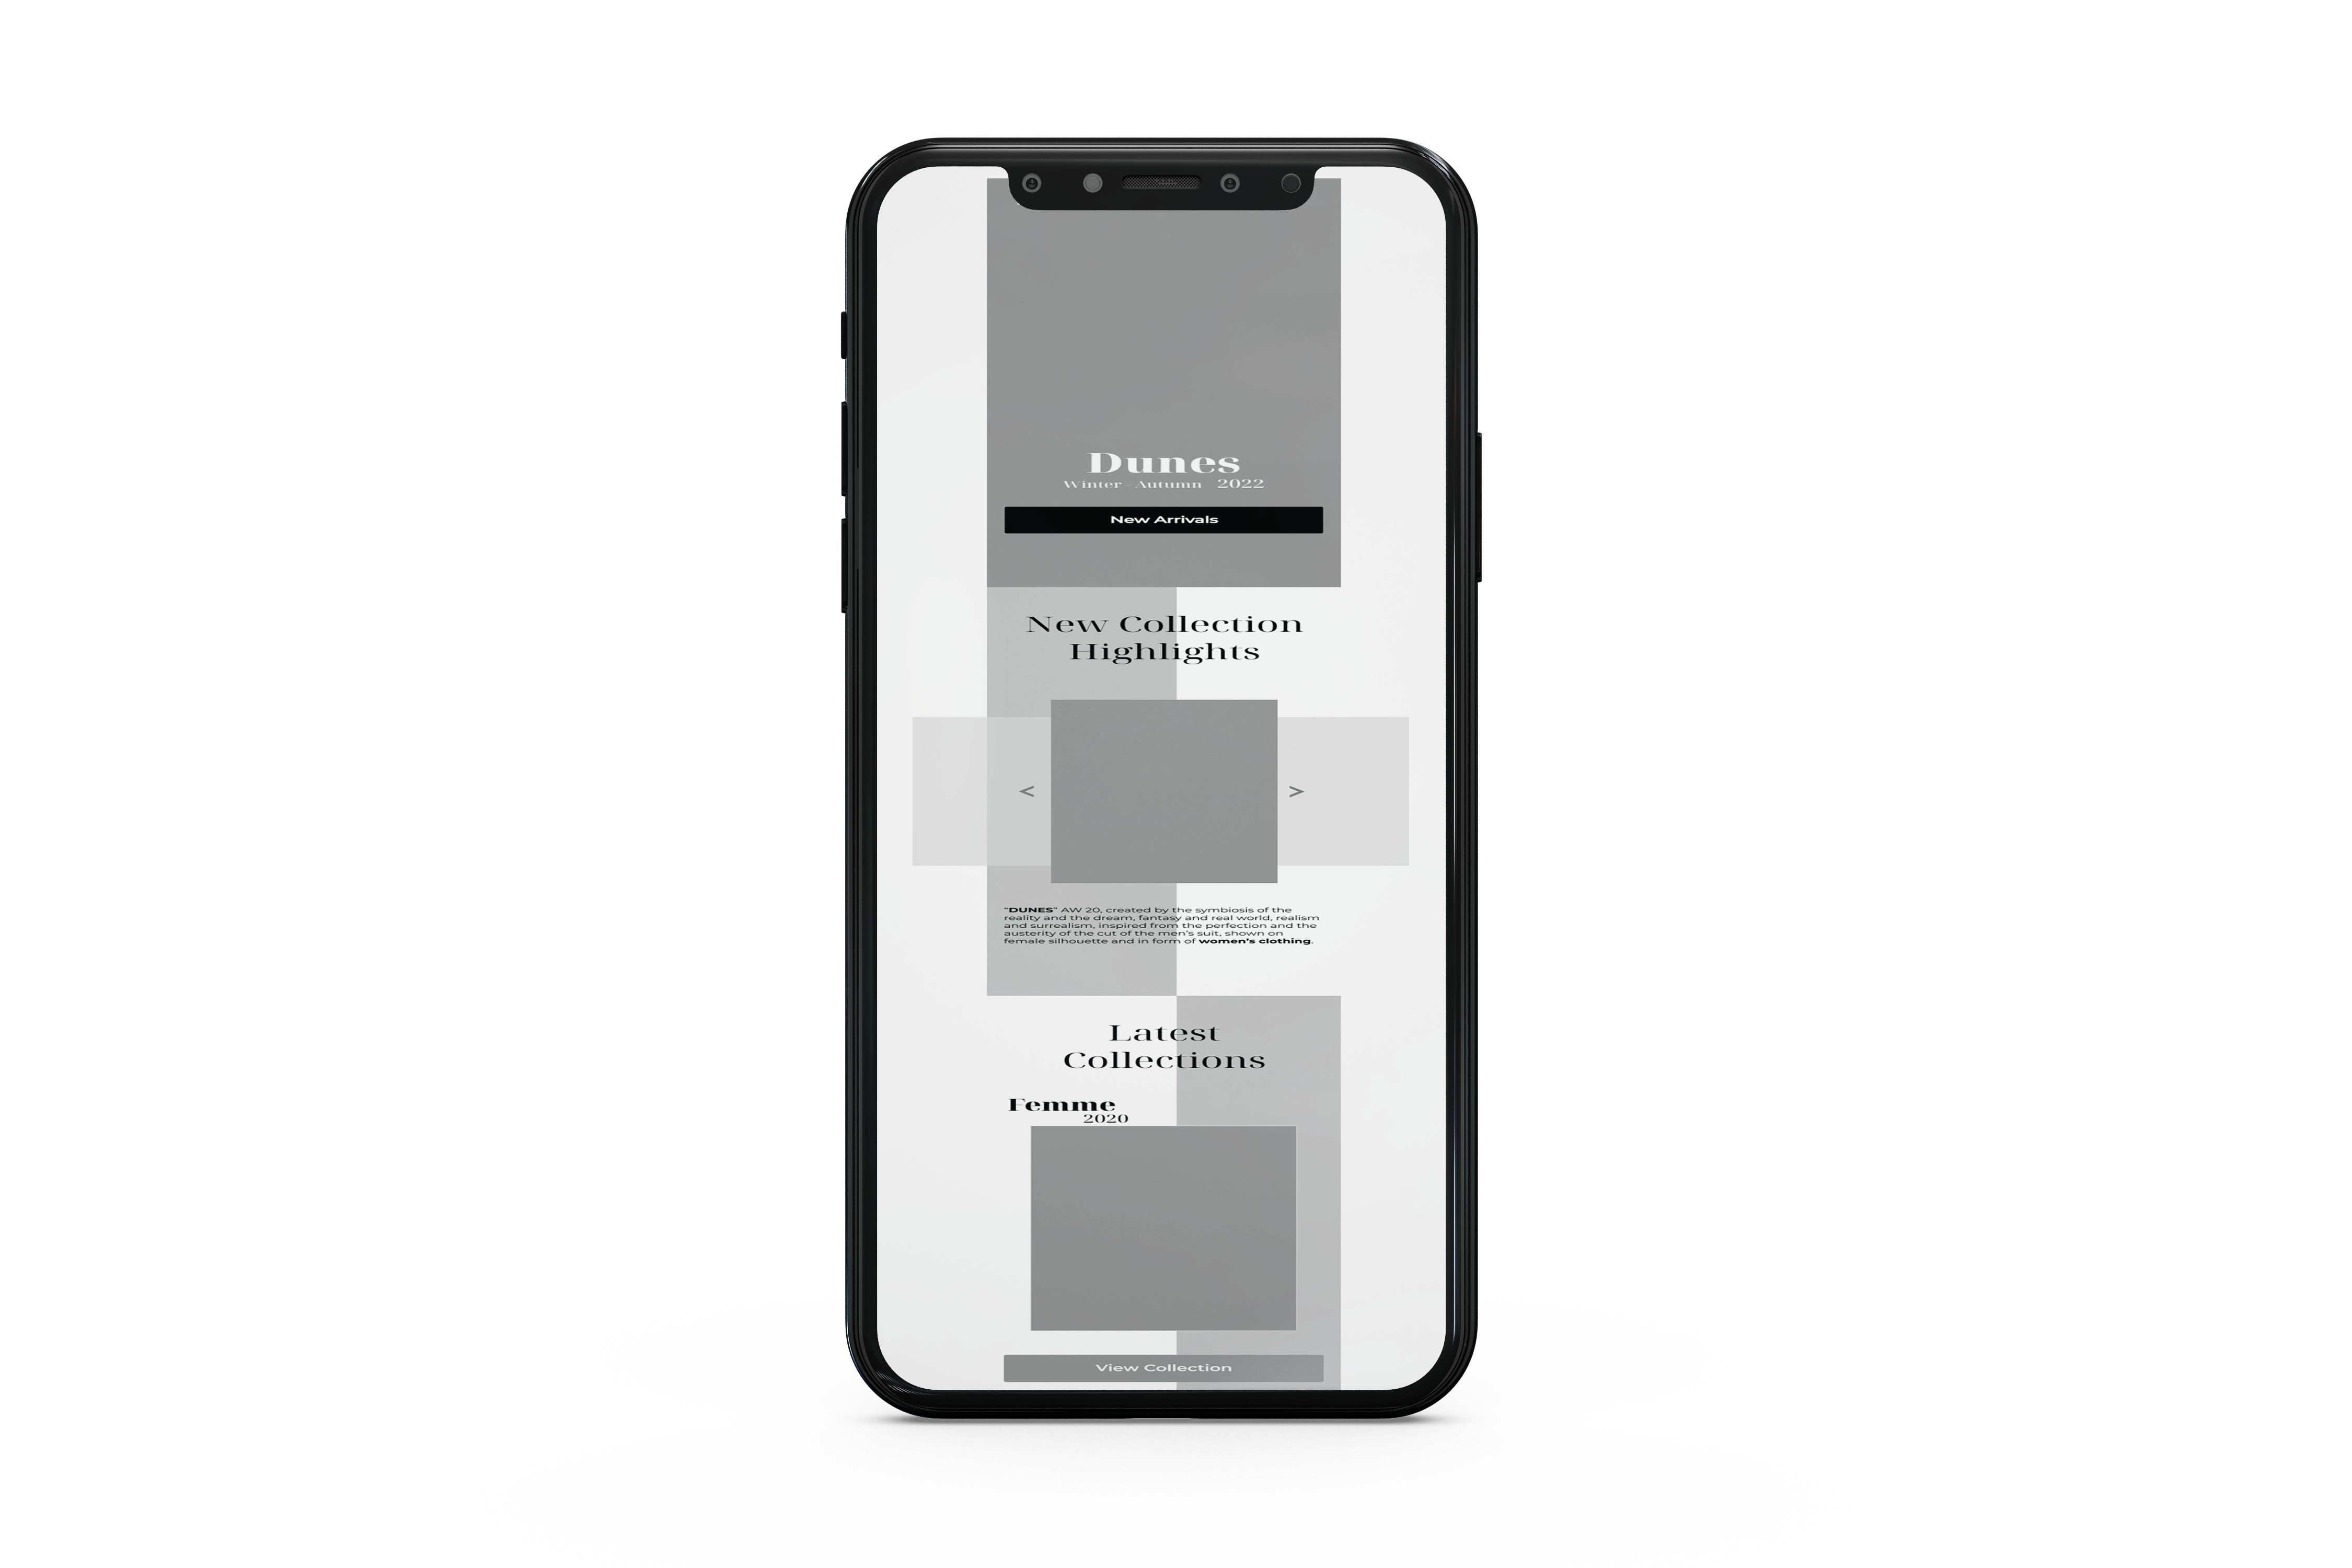 Dunes
Winter - Autumn 2022
New Arrivals
New Collection
Highlights
<
>
"DUNES" AW 20, created by the symbiosis of the
reality and the dream, fantasy and real world, realism
and surrealism, inspired from the perfection and the
austerity of the cut of the men's suit, shown on
female silhouette and in form of women's clothing.
Latest
Collections
Femme
2020
View Collection